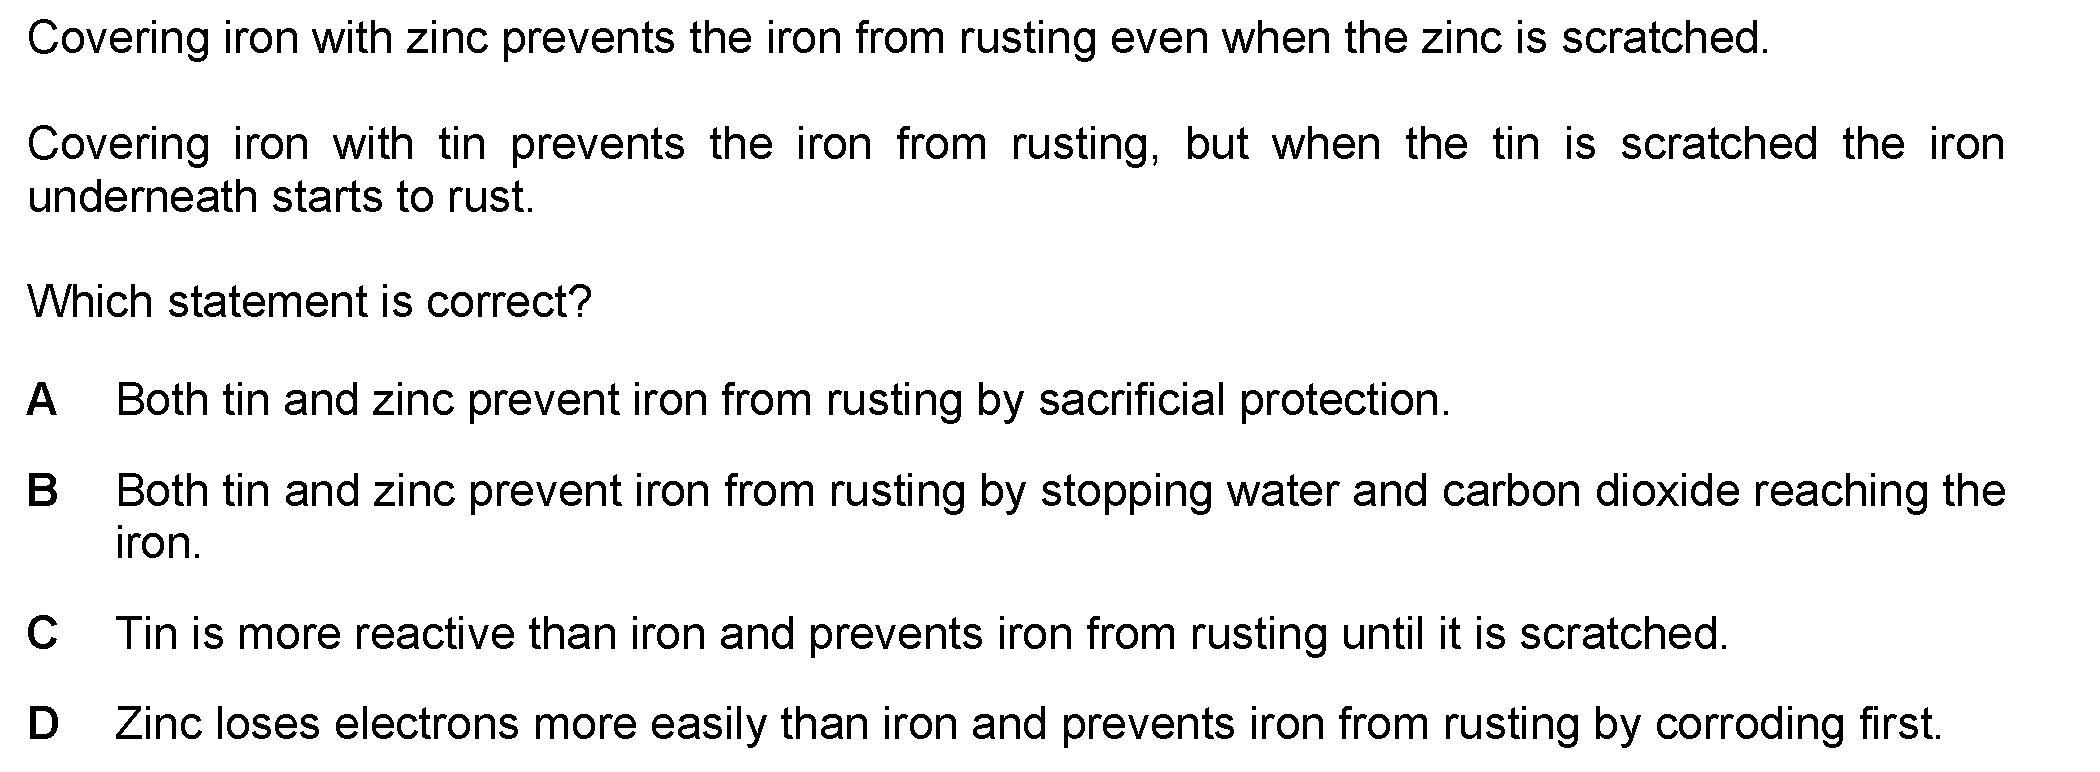 Covering iron with zinc prevents the iron from rusting even when the zinc is scratched.
Covering iron with tin prevents the iron from rusting, but when the tin is scratched the iron
underneath starts to rust.
Which statement is correct?
A Both tin and zinc prevent iron from rusting by sacrificial protection.
B Both tin and zinc prevent iron from rusting by stopping water and carbon dioxide reaching the
iron.
C Tin is more reactive than iron and prevents iron from rusting until it is scratched.
D Zinc loses electrons more easily than iron and prevents iron from rusting by corroding first.